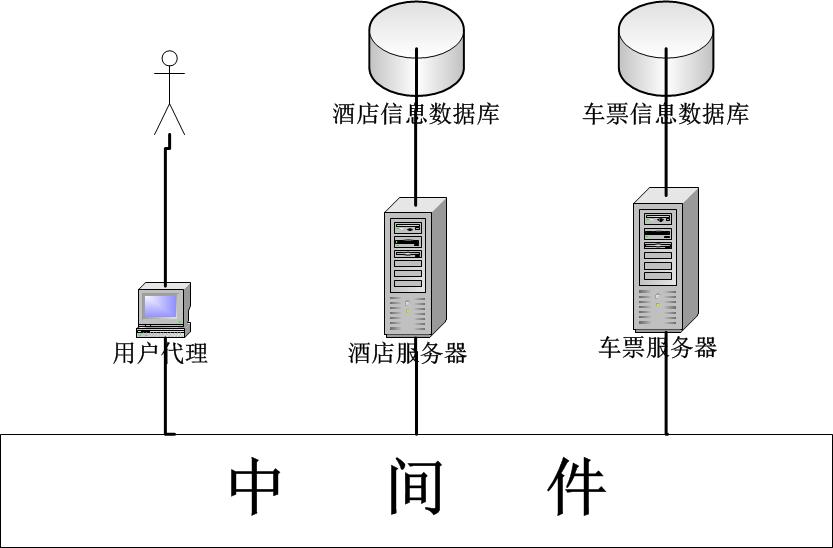 酒店信息数据库
车票信息数据库
用户代理
酒店服务器
车票服务器
中 间 件